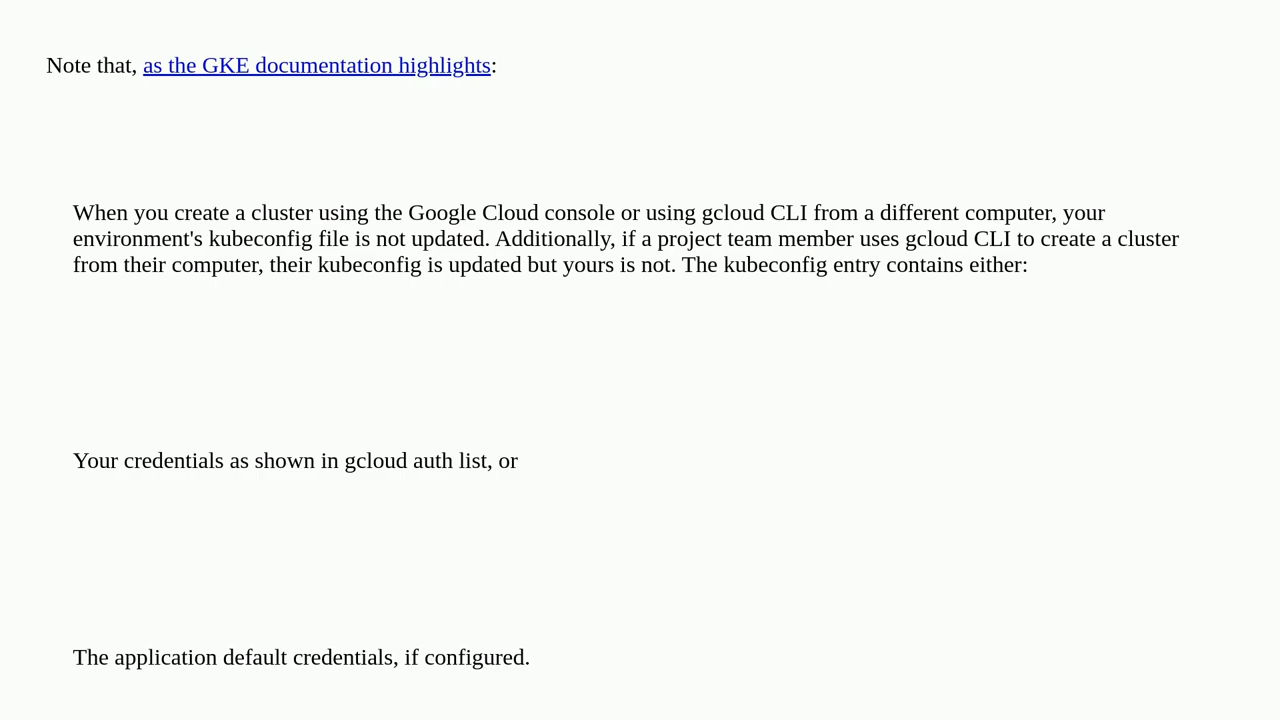 Note that, as the GKE documentation highlights:
When you create a cluster using the Google Cloud console or using gcloud CLI from a different computer, your
environment's kubeconfig file is not updated. Additionally, if a project team member uses gcloud CLI to create a cluster
from their computer, their kubeconfig is updated but yours is not. The kubeconfig entry contains either:
Your credentials as shown in gcloud auth list, or
The application default credentials, if configured.